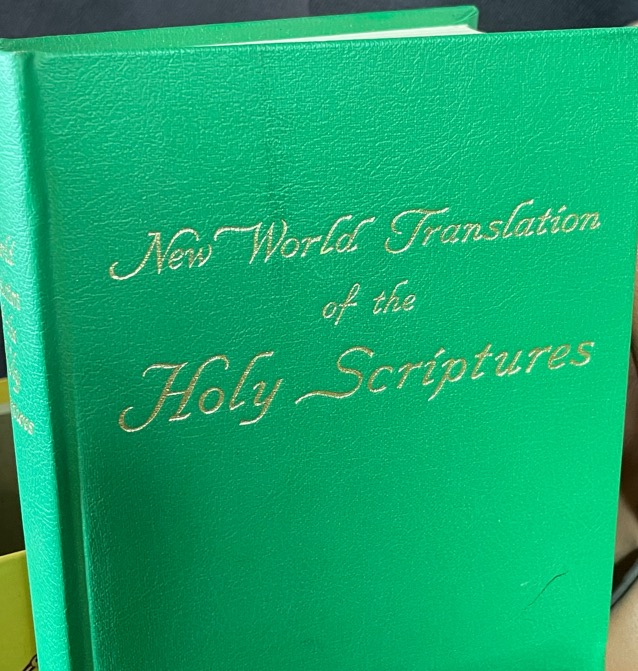 New World Translation
of the
Holy Scriptures